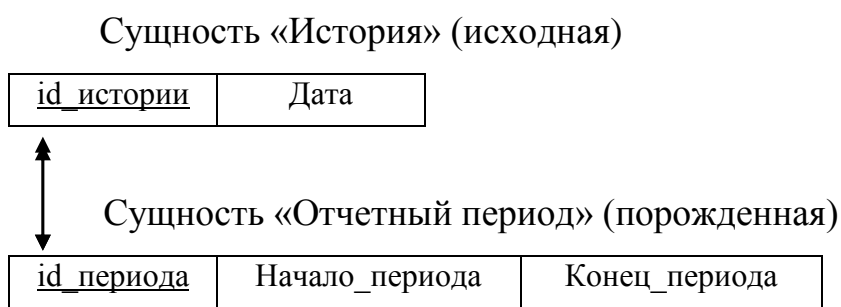 Сущность «История» (исходная)
id_истории Дата
Сущность «Отчетный период» (порожденная)
id_периода Начало_периода Конец_периода